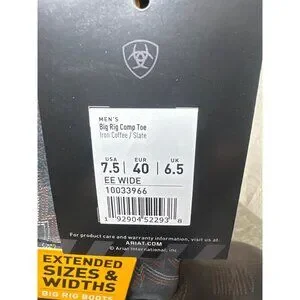 MEN'S
Big Rig Comp Toe
Iron Coffee / Slate
USA EUR UK
7.5 40 6.5
EE WIDE
10033966
1 92904 52293 8
For product care and warranty information, visit us at.
ARIAT.COM
© Ariat International, Inc.
EXTENDED
SIZES &
WIDTHS
BIG RIG BOOTS